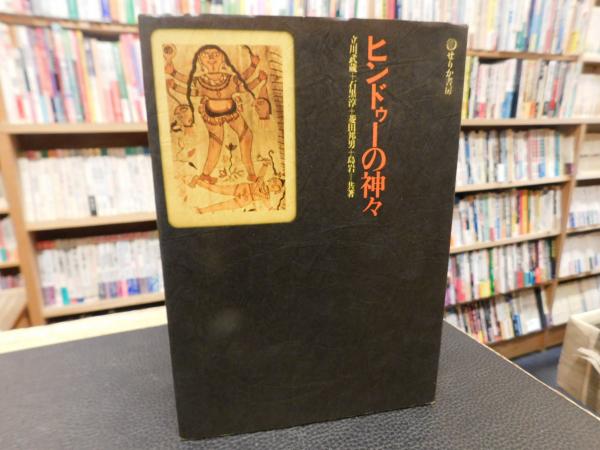 ヒンドゥーの神々
立川武蔵+石黒淳+菱田邦男+島岩=共著
せりか書房